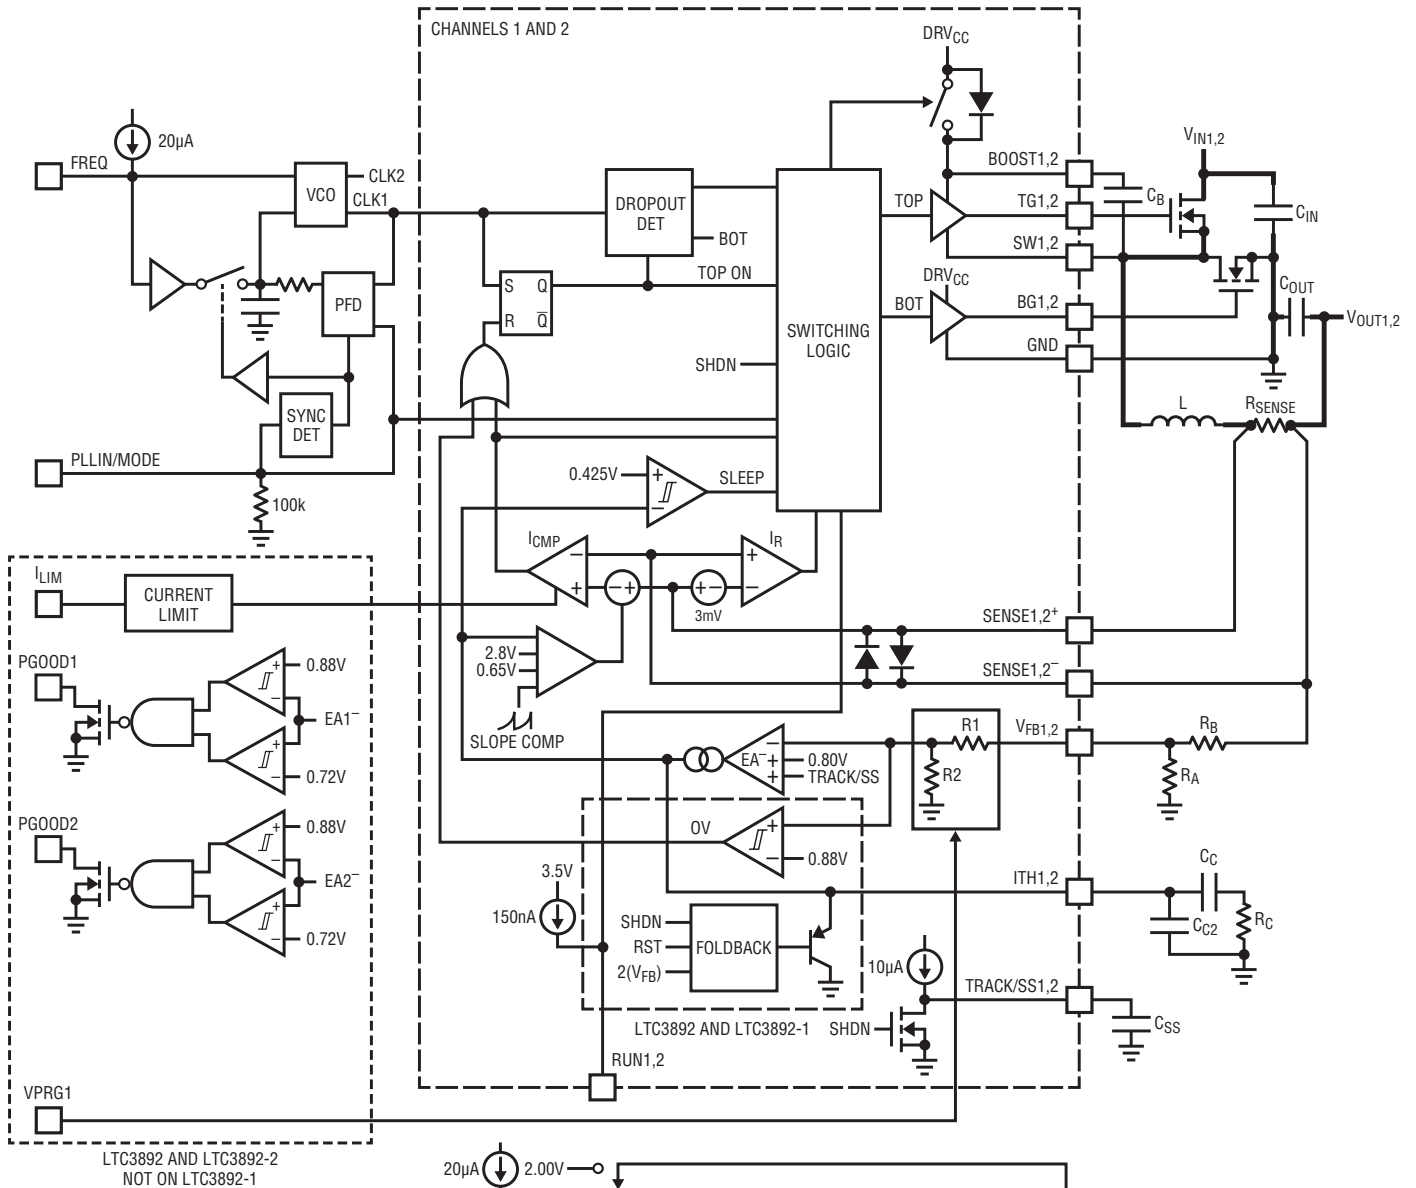 CHANNELS 1 AND 2
DRVCC
20µA
FREQ
VCO
CLK2
CLK1
DROPOUT
DET
BOT
TOP ON
S Q
R Q̅
PFD
SYNC
DET
PLLIN/MODE
100k
SHDN
SWITCHING
LOGIC
TOP
BOT
DRVCC
BOOST1,2
TG1,2
SW1,2
BG1,2
GND
VIN1,2
CB
CIN
COUT
VOUT1,2
L
RSENSE
0.425V
+
−
SLEEP
ICMP
−
+
− +
+ −
3mV
IR
+
−
ILIM
CURRENT
LIMIT
2.8V
0.65V
SLOPE COMP
SENSE1,2+
SENSE1,2−
PGOOD1
+
0.88V
−
EA1−
+
−
0.72V
PGOOD2
+
0.88V
−
EA2−
+
−
0.72V
R1
R2
VFB1,2
RB
RA
−
EA− +
0.80V
+
TRACK/SS
OV
+
−
0.88V
3.5V
150nA
SHDN
RST
2(VFB)
FOLDBACK
ITH1,2
CC
CC2
RC
10µA
TRACK/SS1,2
CSS
LTC3892 AND LTC3892-1
SHDN
RUN1,2
VPRG1
LTC3892 AND LTC3892-2
NOT ON LTC3892-1
20µA
2.00V